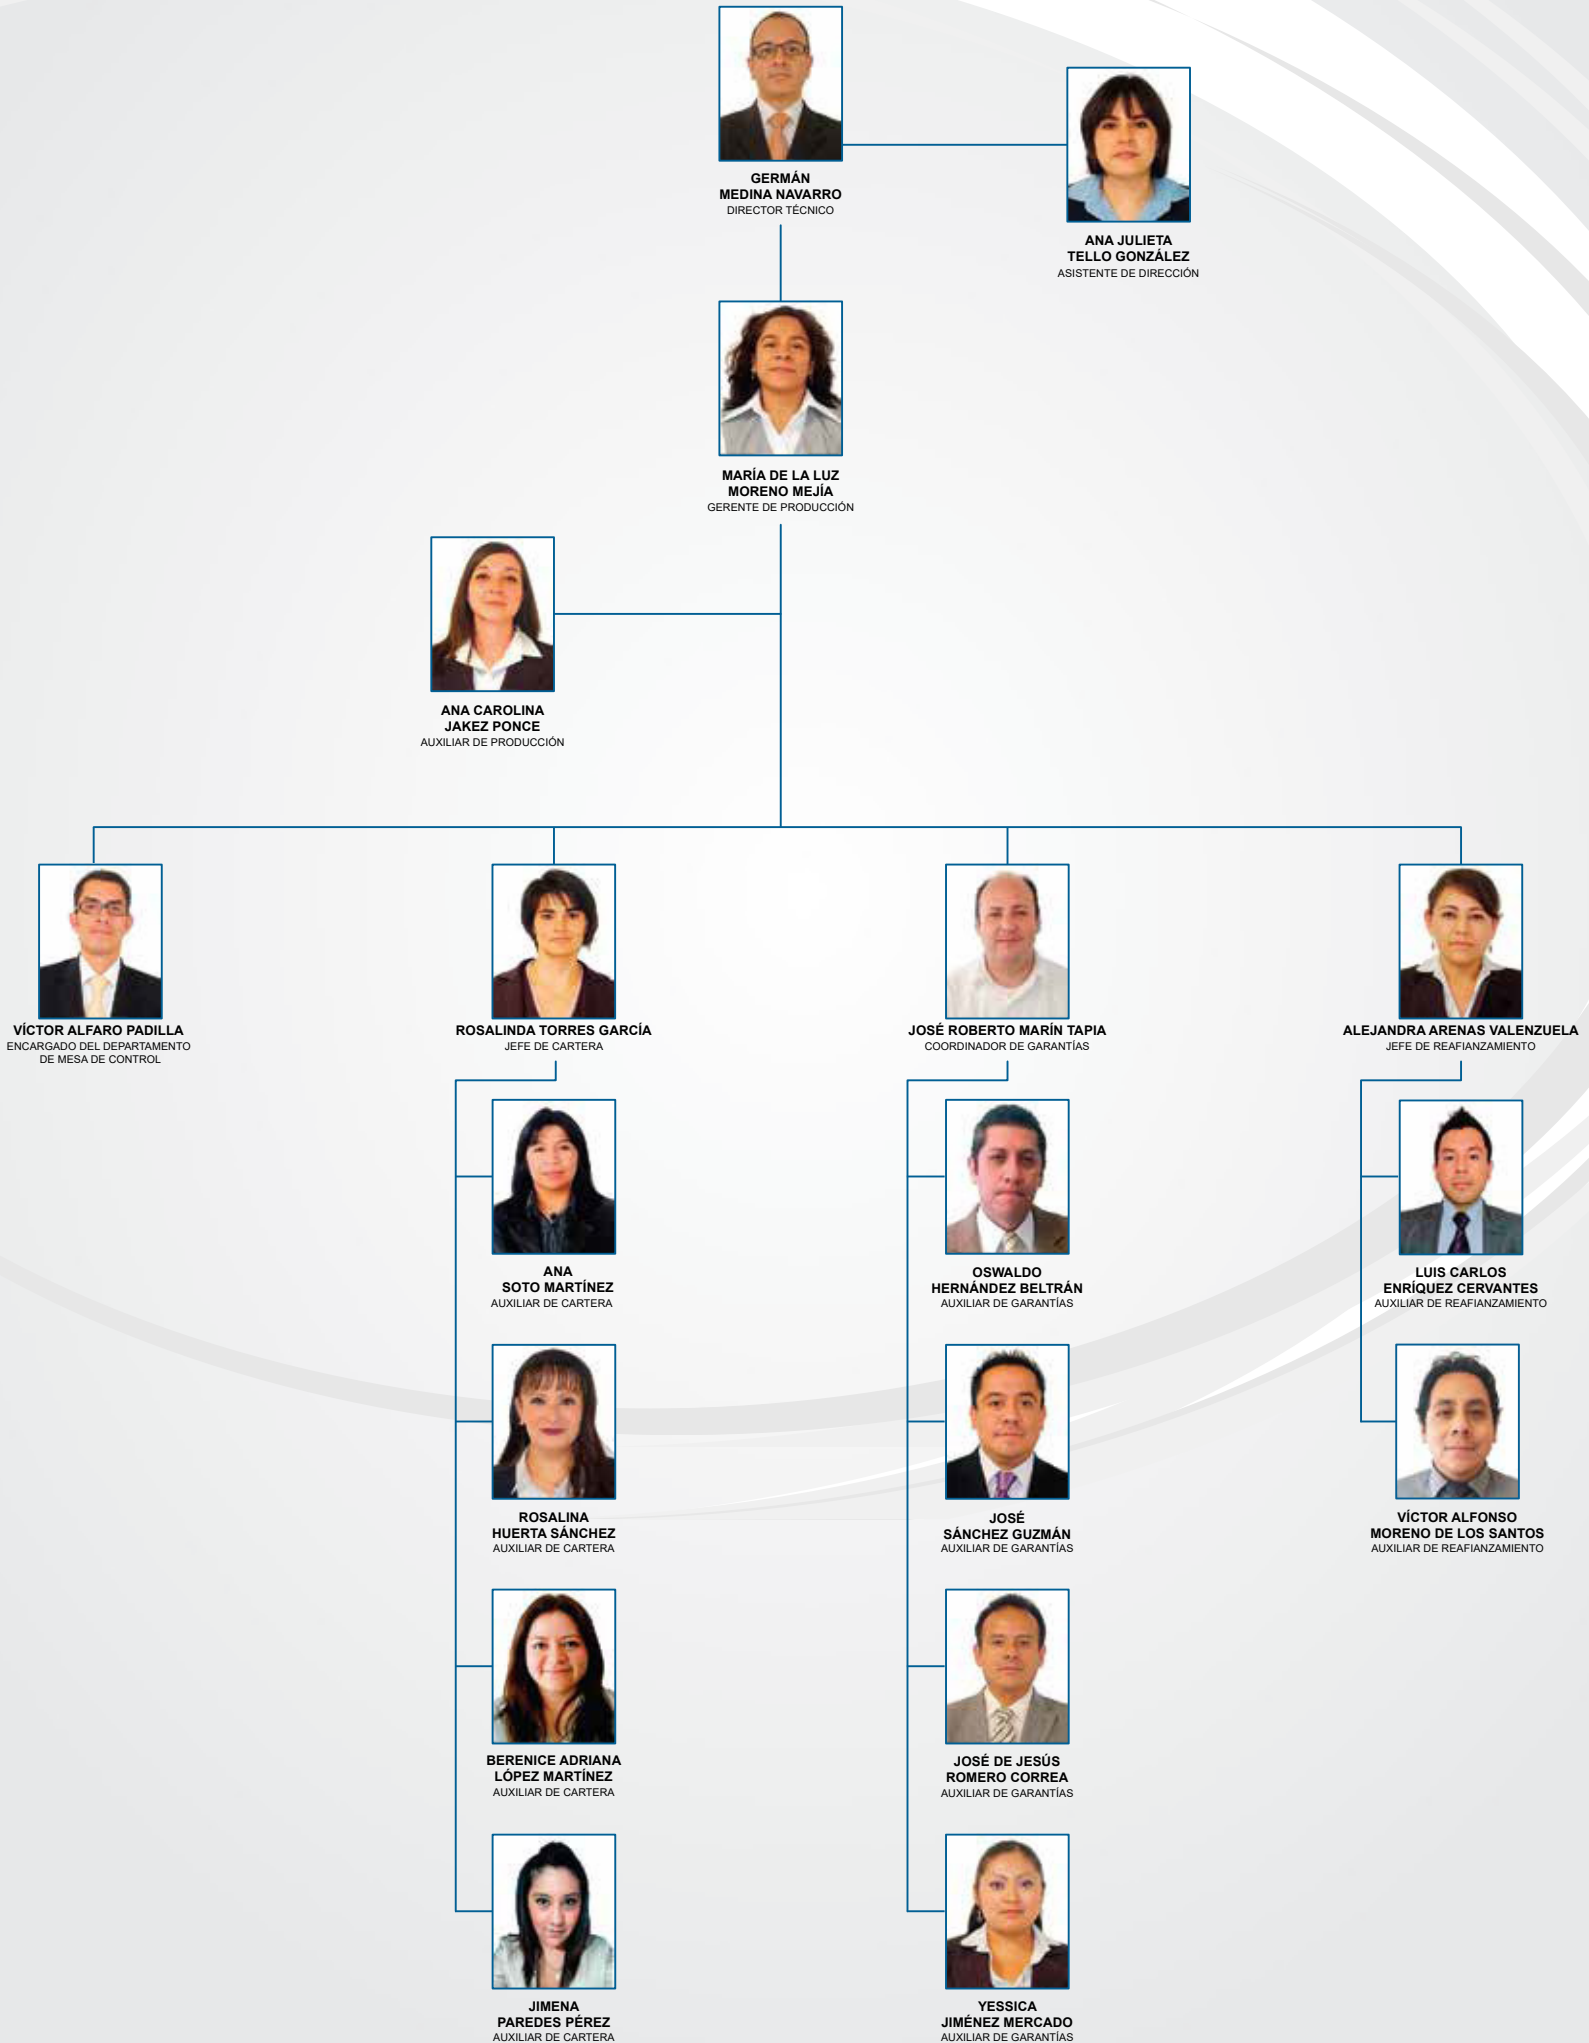 GERMÁN
MEDINA NAVARRO
DIRECTOR TÉCNICO
ANA JULIETA
TELLO GONZÁLEZ
ASISTENTE DE DIRECCIÓN
MARÍA DE LA LUZ
MORENO MEJÍA
GERENTE DE PRODUCCIÓN
ANA CAROLINA
JAKEZ PONCE
AUXILIAR DE PRODUCCIÓN
VÍCTOR ALFARO PADILLA
ENCARGADO DEL DEPARTAMENTO
DE MESA DE CONTROL
ROSALINDA TORRES GARCÍA
JEFE DE CARTERA
JOSÉ ROBERTO MARÍN TAPIA
COORDINADOR DE GARANTÍAS
ALEJANDRA ARENAS VALENZUELA
JEFE DE REAFIANZAMIENTO
ANA
SOTO MARTÍNEZ
AUXILIAR DE CARTERA
OSWALDO
HERNÁNDEZ BELTRÁN
AUXILIAR DE GARANTÍAS
LUIS CARLOS
ENRÍQUEZ CERVANTES
AUXILIAR DE REAFIANZAMIENTO
ROSALINA
HUERTA SÁNCHEZ
AUXILIAR DE CARTERA
JOSÉ
SÁNCHEZ GUZMÁN
AUXILIAR DE GARANTÍAS
VÍCTOR ALFONSO
MORENO DE LOS SANTOS
AUXILIAR DE REAFIANZAMIENTO
BERENICE ADRIANA
LÓPEZ MARTÍNEZ
AUXILIAR DE CARTERA
JOSÉ DE JESÚS
ROMERO CORREA
AUXILIAR DE GARANTÍAS
JIMENA
PAREDES PÉREZ
AUXILIAR DE CARTERA
YESSICA
JIMÉNEZ MERCADO
AUXILIAR DE GARANTÍAS